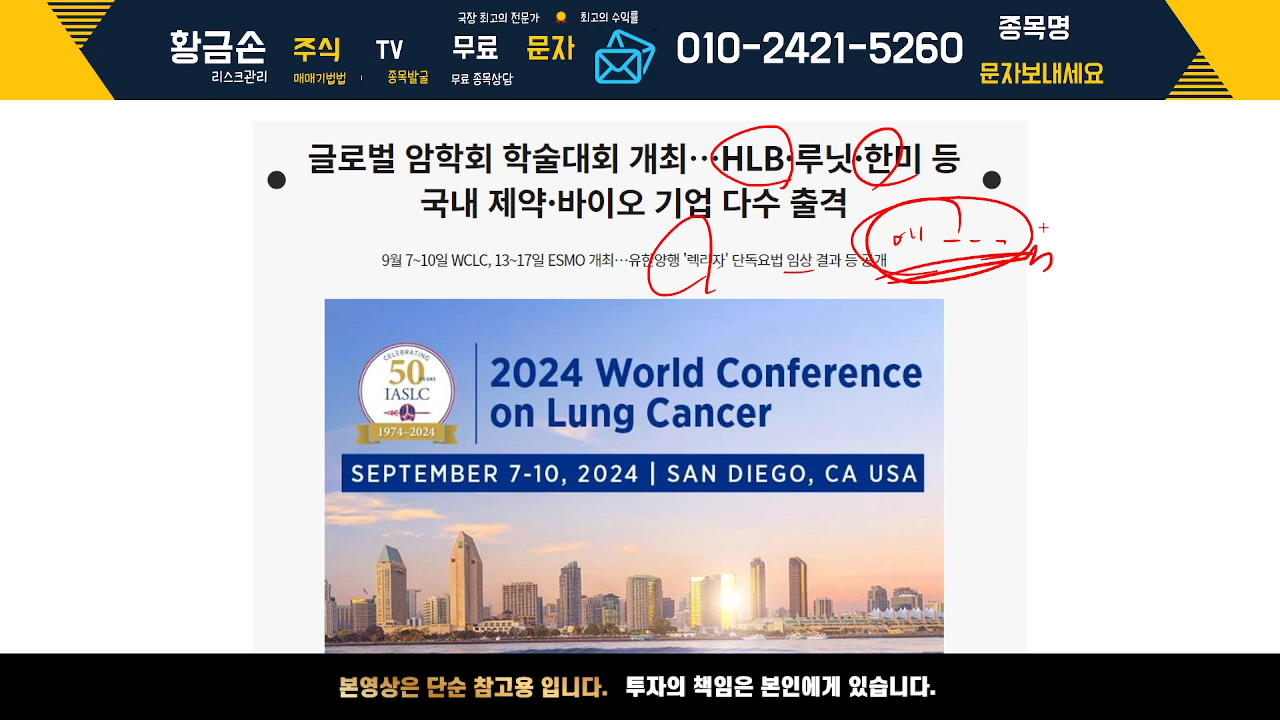 국장 최고의 전문가 최고의 수익률
황금손 주식 TV 무료 문자 010-2421-5260 종목명
리스크관리 매매기법법 종목발굴 무료 종목상담 문자보내세요
글로벌 암학회 학술대회 개최…HLB·루닛·한미 등
국내 제약·바이오 기업 다수 출격
9월 7~10일 WCLC, 13~17일 ESMO 개최…유한양행 '렉라자' 단독요법 임상 결과 등 공개
CELEBRATING
50 YEARS
IASLC
1974–2024
2024 World Conference
on Lung Cancer
SEPTEMBER 7-10, 2024 | SAN DIEGO, CA USA
본영상은 단순 참고용 입니다. 투자의 책임은 본인에게 있습니다.